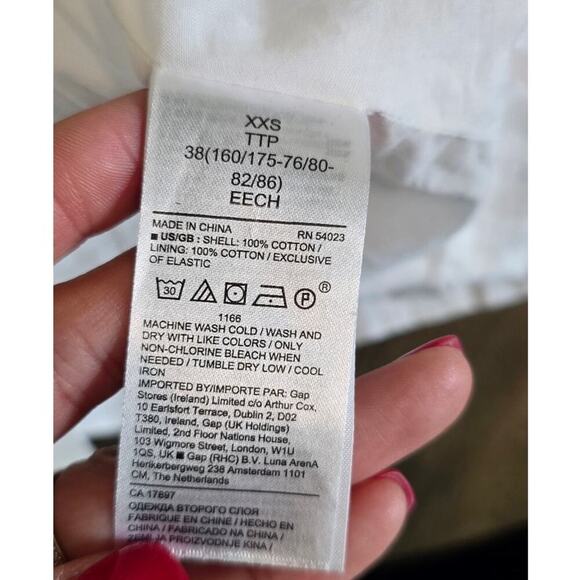 XXS
TTP
38(160/175-76/80-
82/86)
EECH
MADE IN CHINA RN 54023
■ US/GB : SHELL: 100% COTTON /
LINING: 100% COTTON / EXCLUSIVE
OF ELASTIC
30 P ®
1166
MACHINE WASH COLD / WASH AND
DRY WITH LIKE COLORS / ONLY
NON-CHLORINE BLEACH WHEN
NEEDED / TUMBLE DRY LOW / COOL
IRON
IMPORTED BY/IMPORTE PAR: Gap
Stores (Ireland) Limited c/o Arthur Cox,
10 Earlsfort Terrace, Dublin 2, D02
T380, Ireland, Gap (UK Holdings)
Limited, 2nd Floor Nations House,
103 Wigmore Street, London, W1U
1QS, UK ■ Gap (RHC) B.V. Luna ArenA
Herikerbergweg 238 Amsterdam 1101
CM, The Netherlands
CA 17897
ОДЕЖДА ВТОРОГО СЛОЯ
FABRIQUE EN CHINE / HECHO EN
CHINA / FABRICADO NA CHINA /
ZEMLJA PROIZVODNJE KINA /